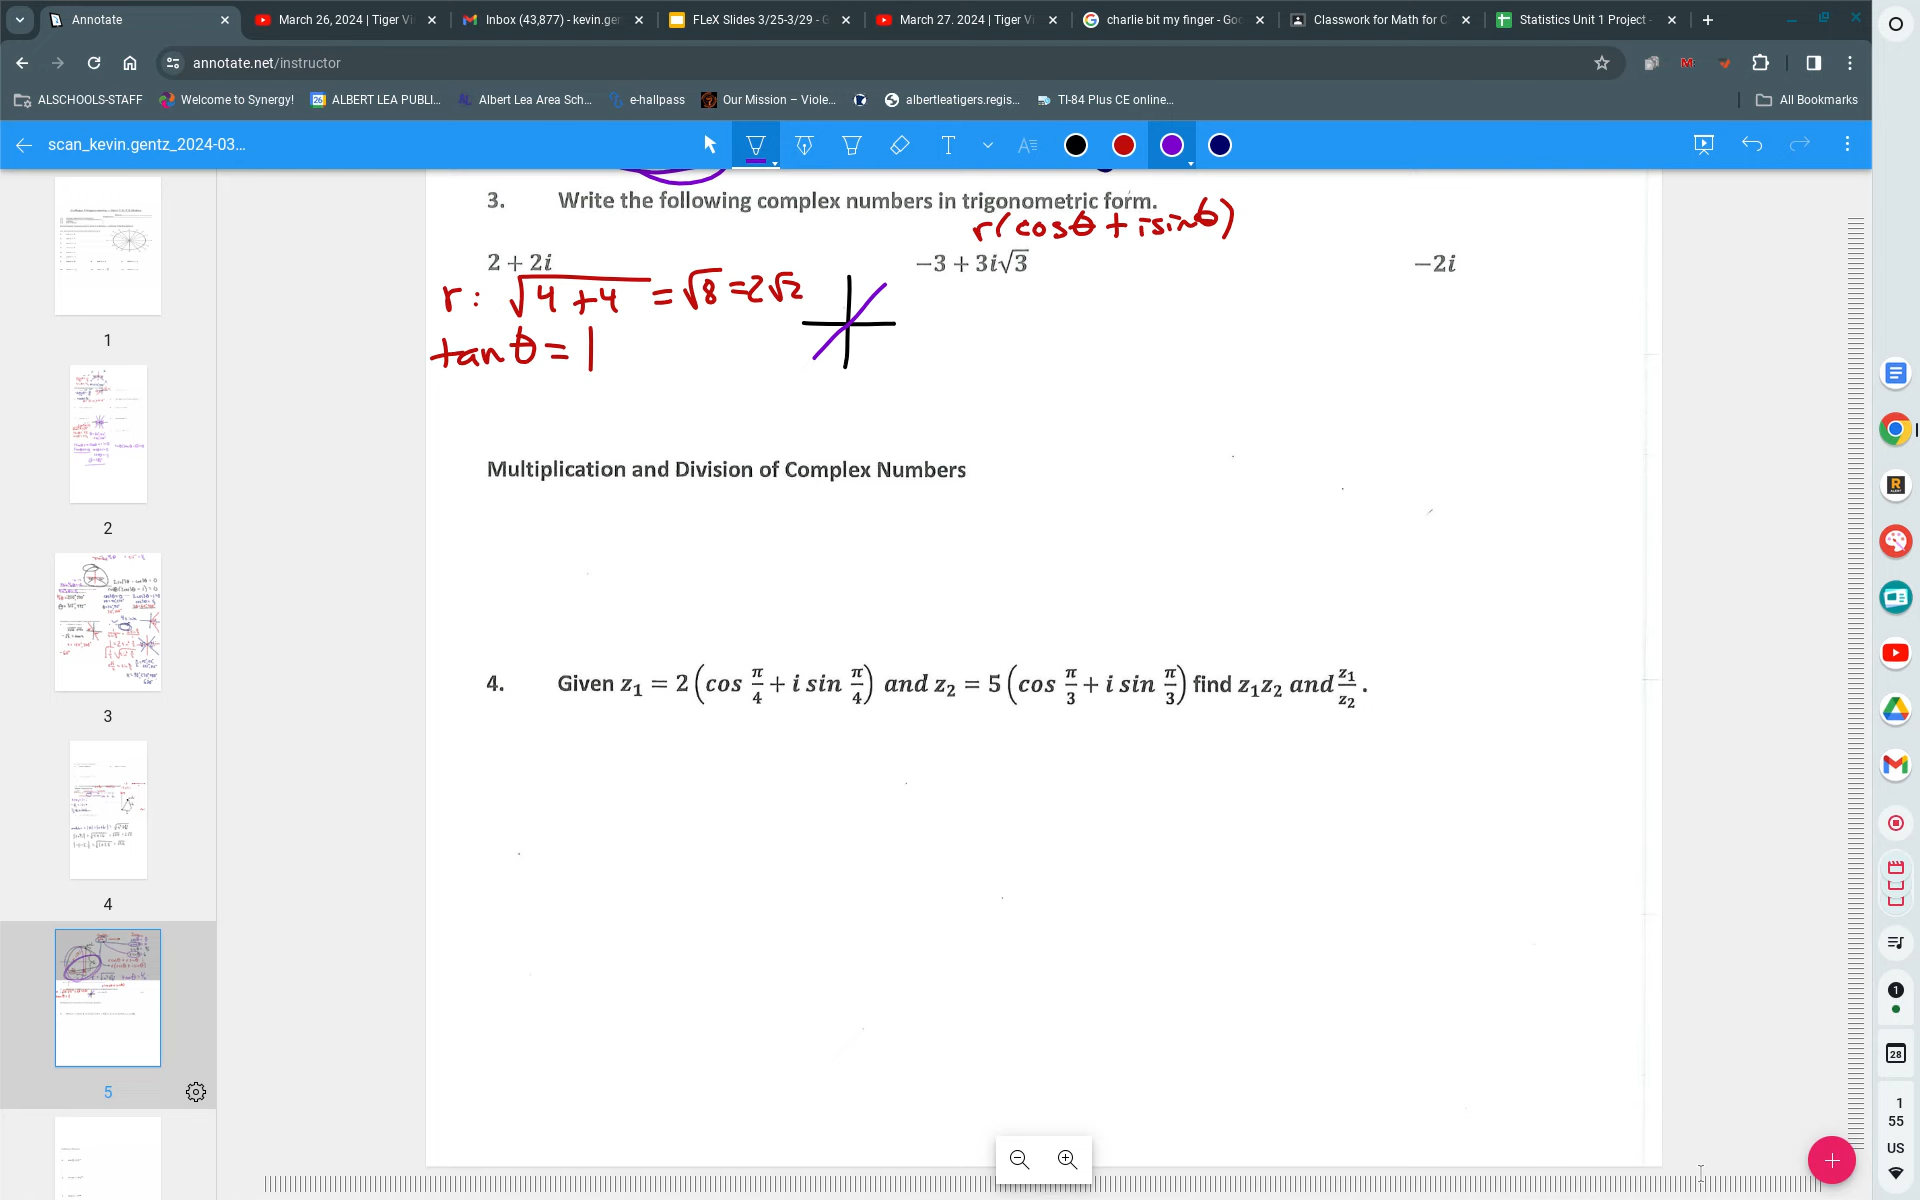 Annotate
March 26, 2024 | Tiger Vi
Inbox (43,877) - kevin.gen
FLeX Slides 3/25-3/29 - G
March 27. 2024 | Tiger Vi
charlie bit my finger - Goo
Classwork for Math for C
Statistics Unit 1 Project -
annotate.net/instructor
ALSCHOOLS-STAFF
Welcome to Synergy!
ALBERT LEA PUBLI...
Albert Lea Area Sch...
e-hallpass
Our Mission – Viole...
albertleatigers.regis...
TI-84 Plus CE online...
All Bookmarks
scan_kevin.gentz_2024-03...
3. Write the following complex numbers in trigonometric form.
r(cosθ + isinθ)
2 + 2i
−3 + 3i√3
−2i
r: √4 + 4 = √8 = 2√2
tan θ = 1
Multiplication and Division of Complex Numbers
4. Given z₁ = 2 (cos π/4 + i sin π/4) and z₂ = 5 (cos π/3 + i sin π/3) find z₁z₂ and z₁/z₂ .
1
2
3
4
5
1
28
1
55
US